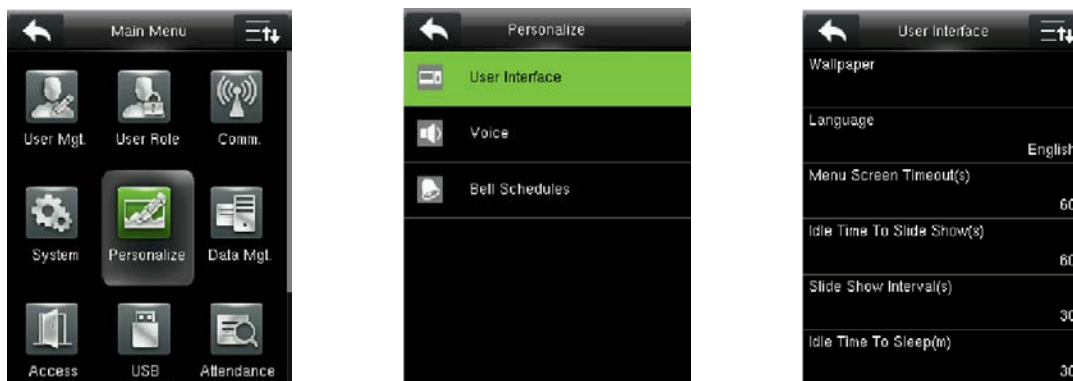 Main Menu
User Mgt.
User Role
Comm.
System
Personalize
Data Mgt.
Access
USB
Attendance
Personalize
User Interface
Voice
Bell Schedules
User Interface
Wallpaper
Language
English
Menu Screen Timeout(s)
60
Idle Time To Slide Show(s)
60
Slide Show Interval(s)
30
Idle Time To Sleep(m)
30